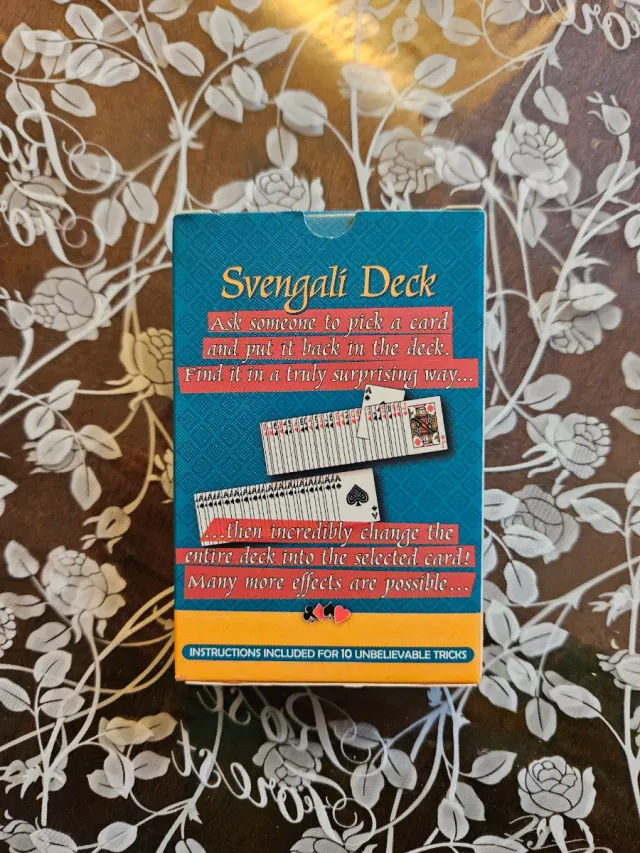 Svengali Deck
Ask someone to pick a card
and put it back in the deck.
Find it in a truly surprising way...
...then incredibly change the
entire deck into the selected card!
Many more effects are possible...
INSTRUCTIONS INCLUDED FOR 10 UNBELIEVABLE TRICKS
Rose
Forest